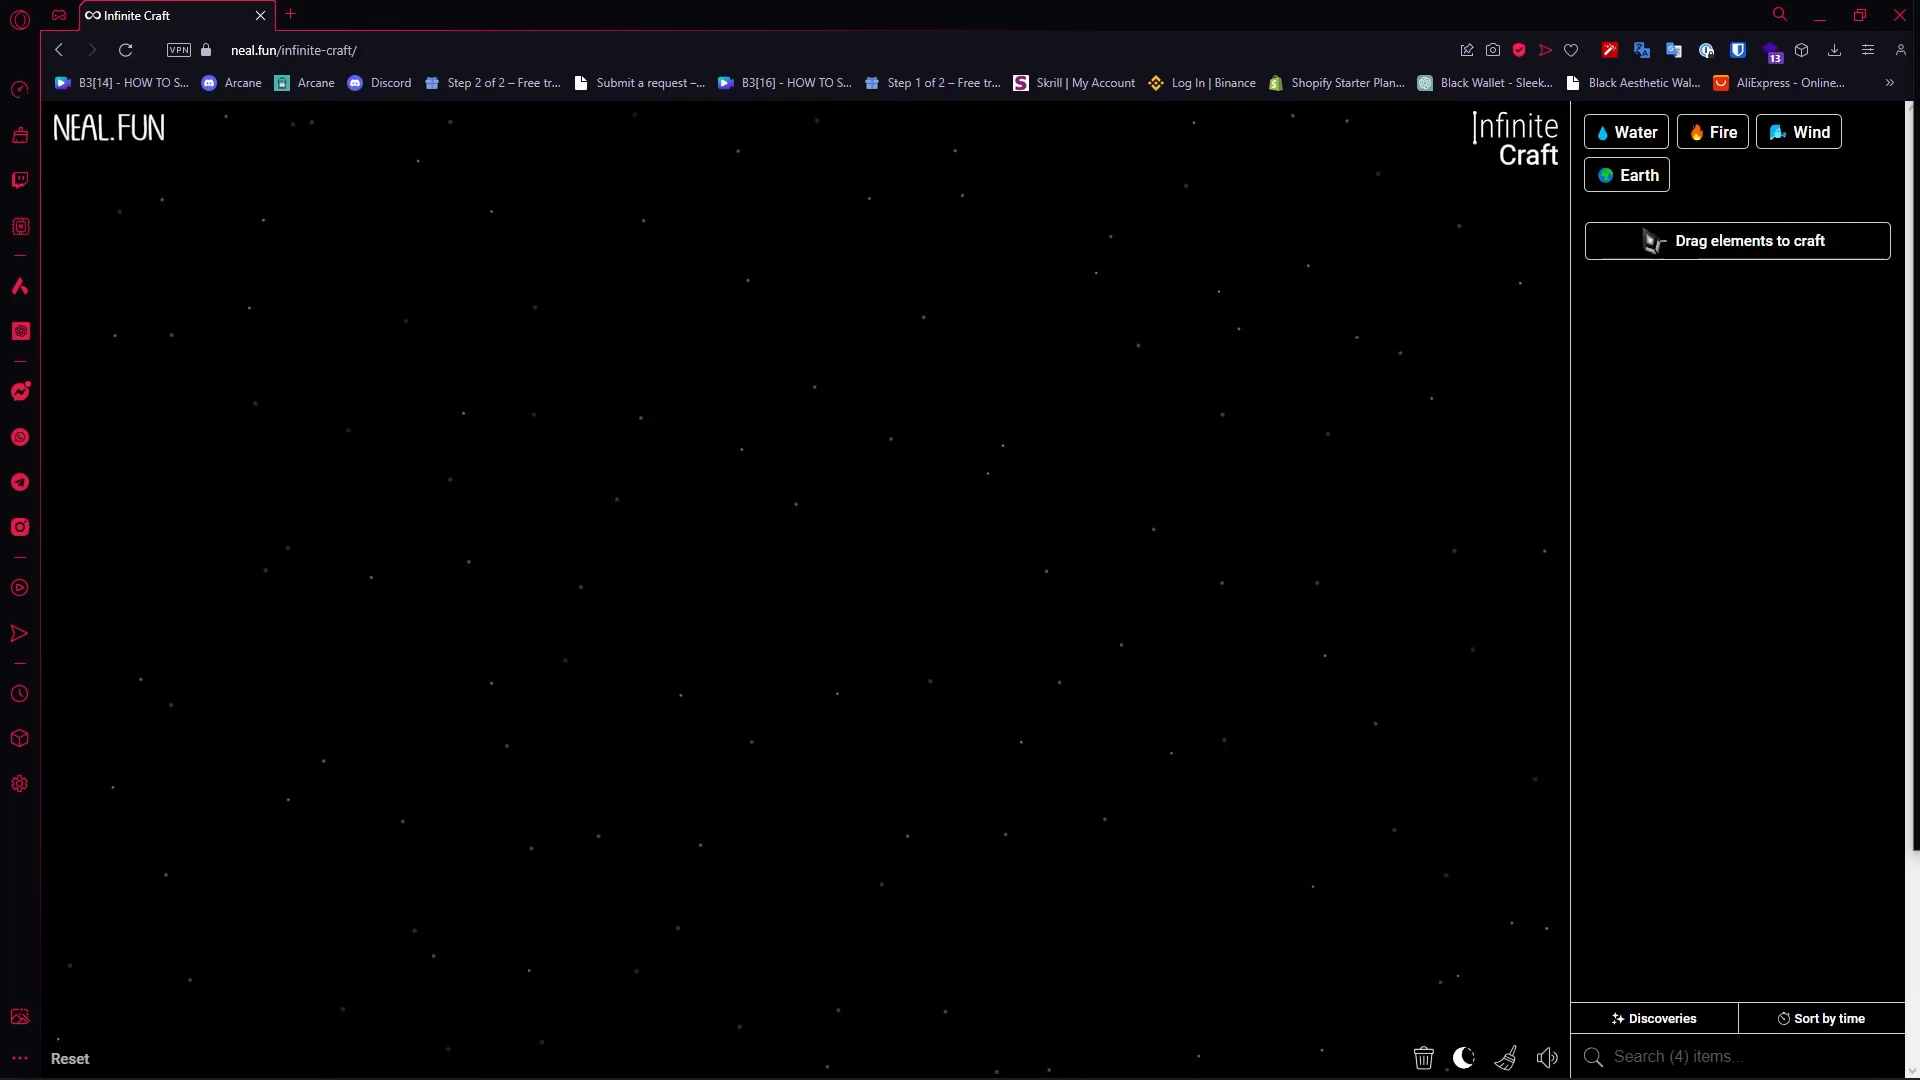 Infinite Craft
VPN
neal.fun/infinite-craft/
13
B3[14] - HOW TO S...
Arcane
Arcane
Discord
Step 2 of 2 – Free tr...
Submit a request –...
B3[16] - HOW TO S...
Step 1 of 2 – Free tr...
Skrill | My Account
Log In | Binance
Shopify Starter Plan...
Black Wallet - Sleek...
Black Aesthetic Wal...
AliExpress - Online...
NEAL.FUN
Infinite
Craft
Water
Fire
Wind
Earth
Drag elements to craft
Discoveries
Sort by time
Reset
Search (4) items...